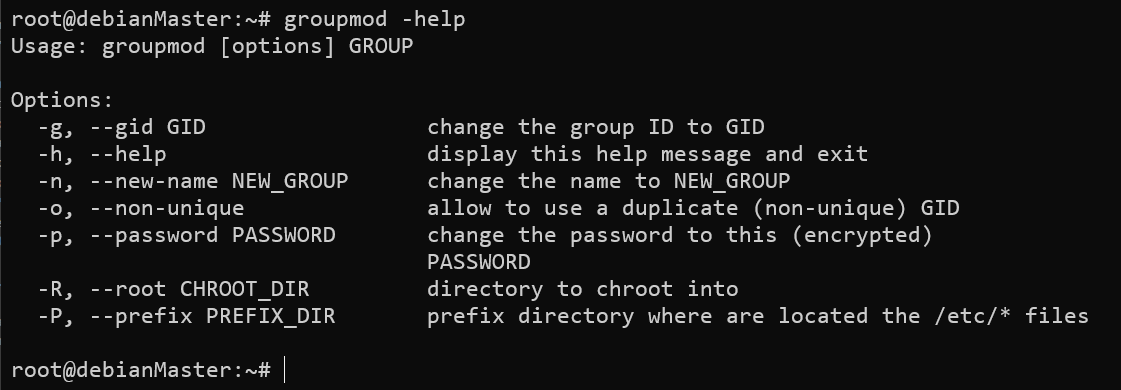 root@debianMaster:~# groupmod -help
Usage: groupmod [options] GROUP
Options:
-g, --gid GID change the group ID to GID
-h, --help display this help message and exit
-n, --new-name NEW_GROUP change the name to NEW_GROUP
-o, --non-unique allow to use a duplicate (non-unique) GID
-p, --password PASSWORD change the password to this (encrypted)
PASSWORD
-R, --root CHROOT_DIR directory to chroot into
-P, --prefix PREFIX_DIR prefix directory where are located the /etc/* files
root@debianMaster:~#